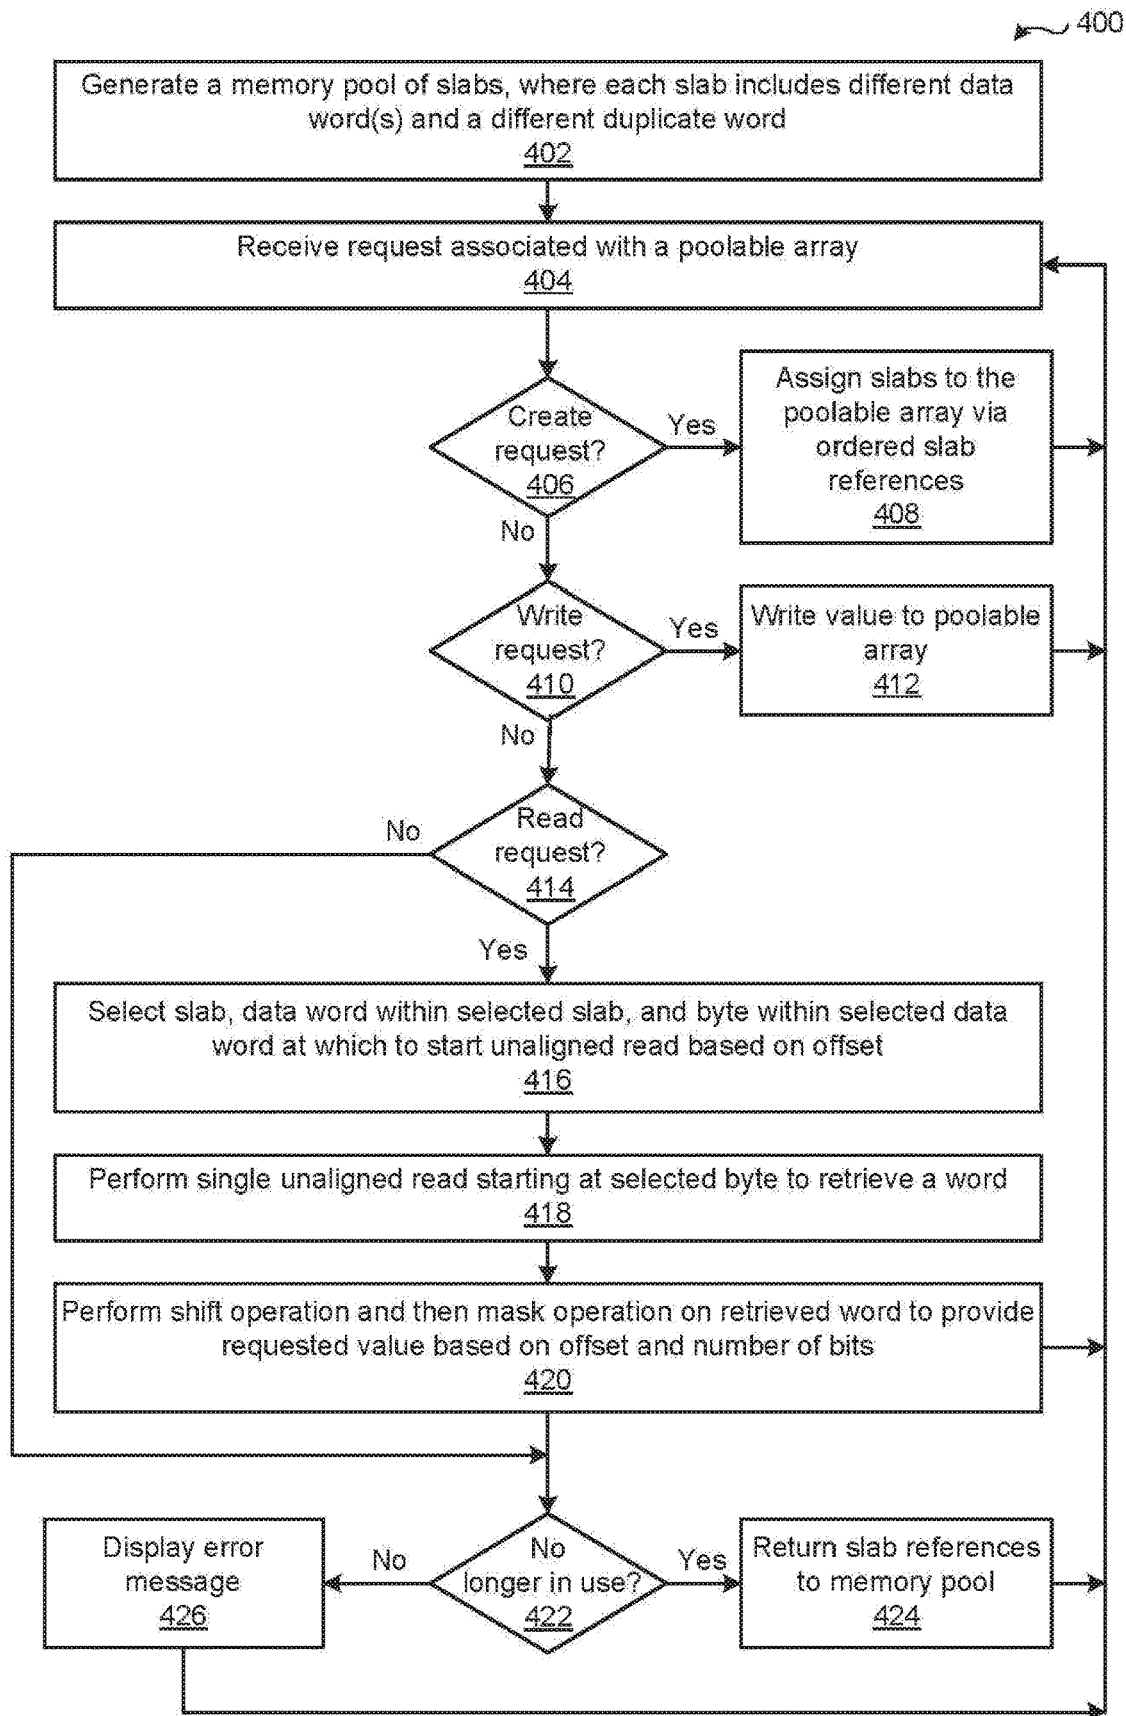 400
Generate a memory pool of slabs, where each slab includes different data
word(s) and a different duplicate word
402
Receive request associated with a poolable array
404
Create
request?
406
Yes
No
Assign slabs to the
poolable array via
ordered slab
references
408
Write
request?
410
Yes
No
Write value to poolable
array
412
Read
request?
414
No
Yes
Select slab, data word within selected slab, and byte within selected data
word at which to start unaligned read based on offset
416
Perform single unaligned read starting at selected byte to retrieve a word
418
Perform shift operation and then mask operation on retrieved word to provide
requested value based on offset and number of bits
420
Display error
message
426
No
No
longer in use?
422
Yes
Return slab references
to memory pool
424